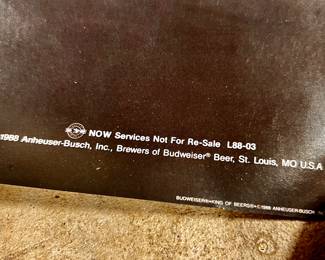 NOW Services Not For Re-Sale L88-03
©1988 Anheuser-Busch, Inc., Brewers of Budweiser® Beer, St. Louis, MO U.S.A
BUDWEISER®•KING OF BEERS®•©1988 ANHEUSER-BUSCH